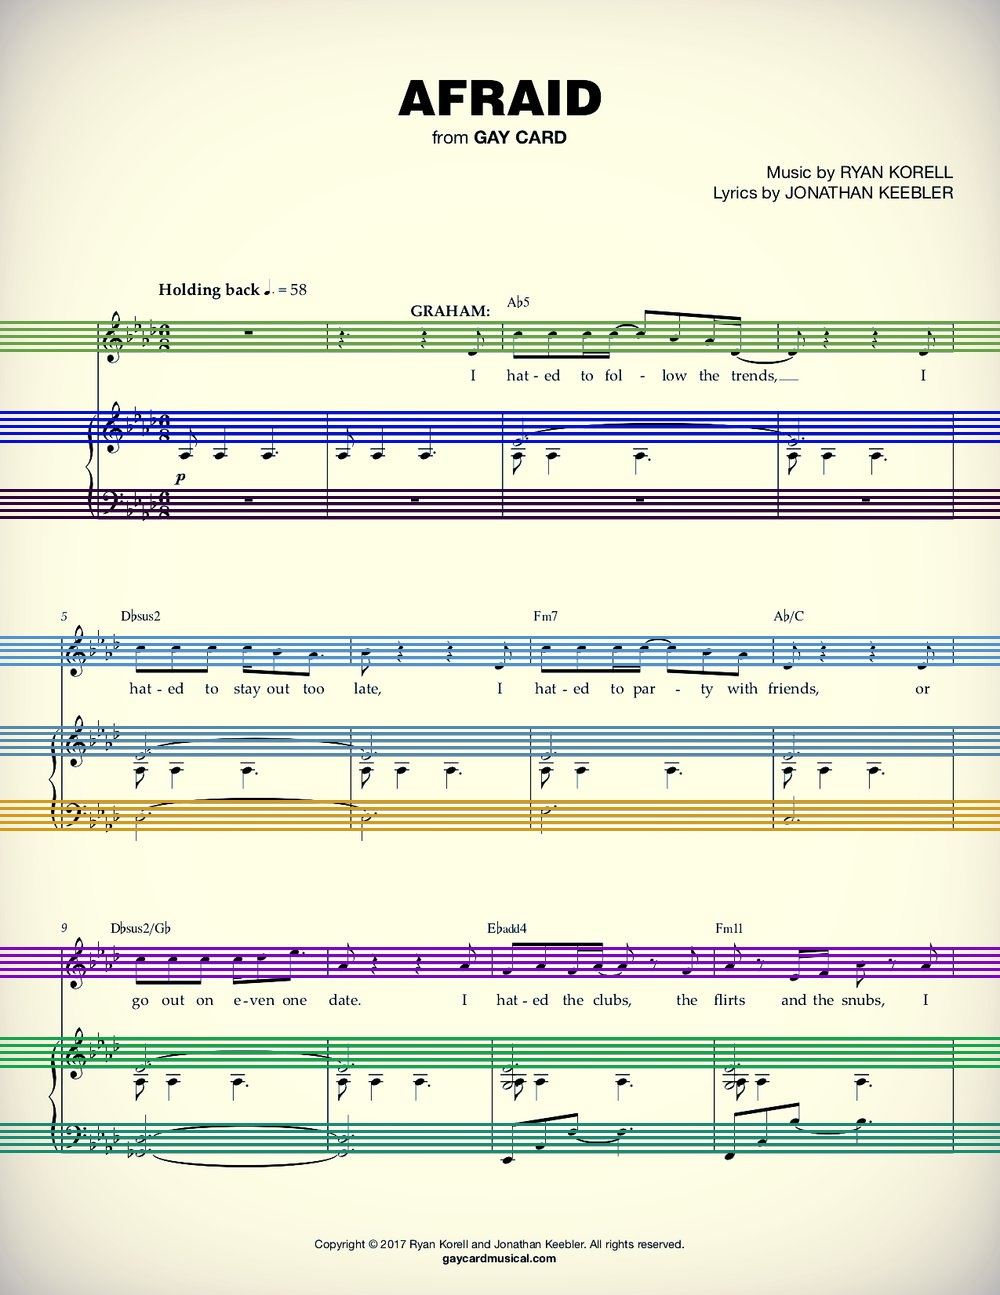 AFRAID
from GAY CARD
Music by RYAN KORELL
Lyrics by JONATHAN KEEBLER
Holding back ♩. = 58
GRAHAM:
A♭5
I hat - ed to fol - low the trends, I
p
5 D♭sus2 Fm7 A♭/C
hat - ed to stay out too late, I hat - ed to par - ty with friends, or
9 D♭sus2/G♭ E♭add4 Fm11
go out on e - ven one date. I hat - ed the clubs, the flirts and the snubs, I
Copyright © 2017 Ryan Korell and Jonathan Keebler. All rights reserved.
gaycardmusical.com